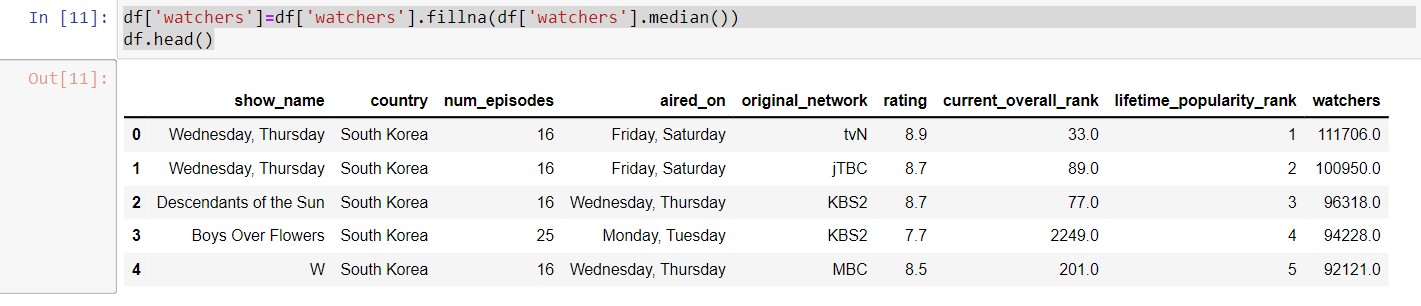 In [11]: df['watchers']=df['watchers'].fillna(df['watchers'].median())
df.head()
Out[11]:
show_name country num_episodes aired_on original_network rating current_overall_rank lifetime_popularity_rank watchers
0 Wednesday, Thursday South Korea 16 Friday, Saturday tvN 8.9 33.0 1 111706.0
1 Wednesday, Thursday South Korea 16 Friday, Saturday jTBC 8.7 89.0 2 100950.0
2 Descendants of the Sun South Korea 16 Wednesday, Thursday KBS2 8.7 77.0 3 96318.0
3 Boys Over Flowers South Korea 25 Monday, Tuesday KBS2 7.7 2249.0 4 94228.0
4 W South Korea 16 Wednesday, Thursday MBC 8.5 201.0 5 92121.0